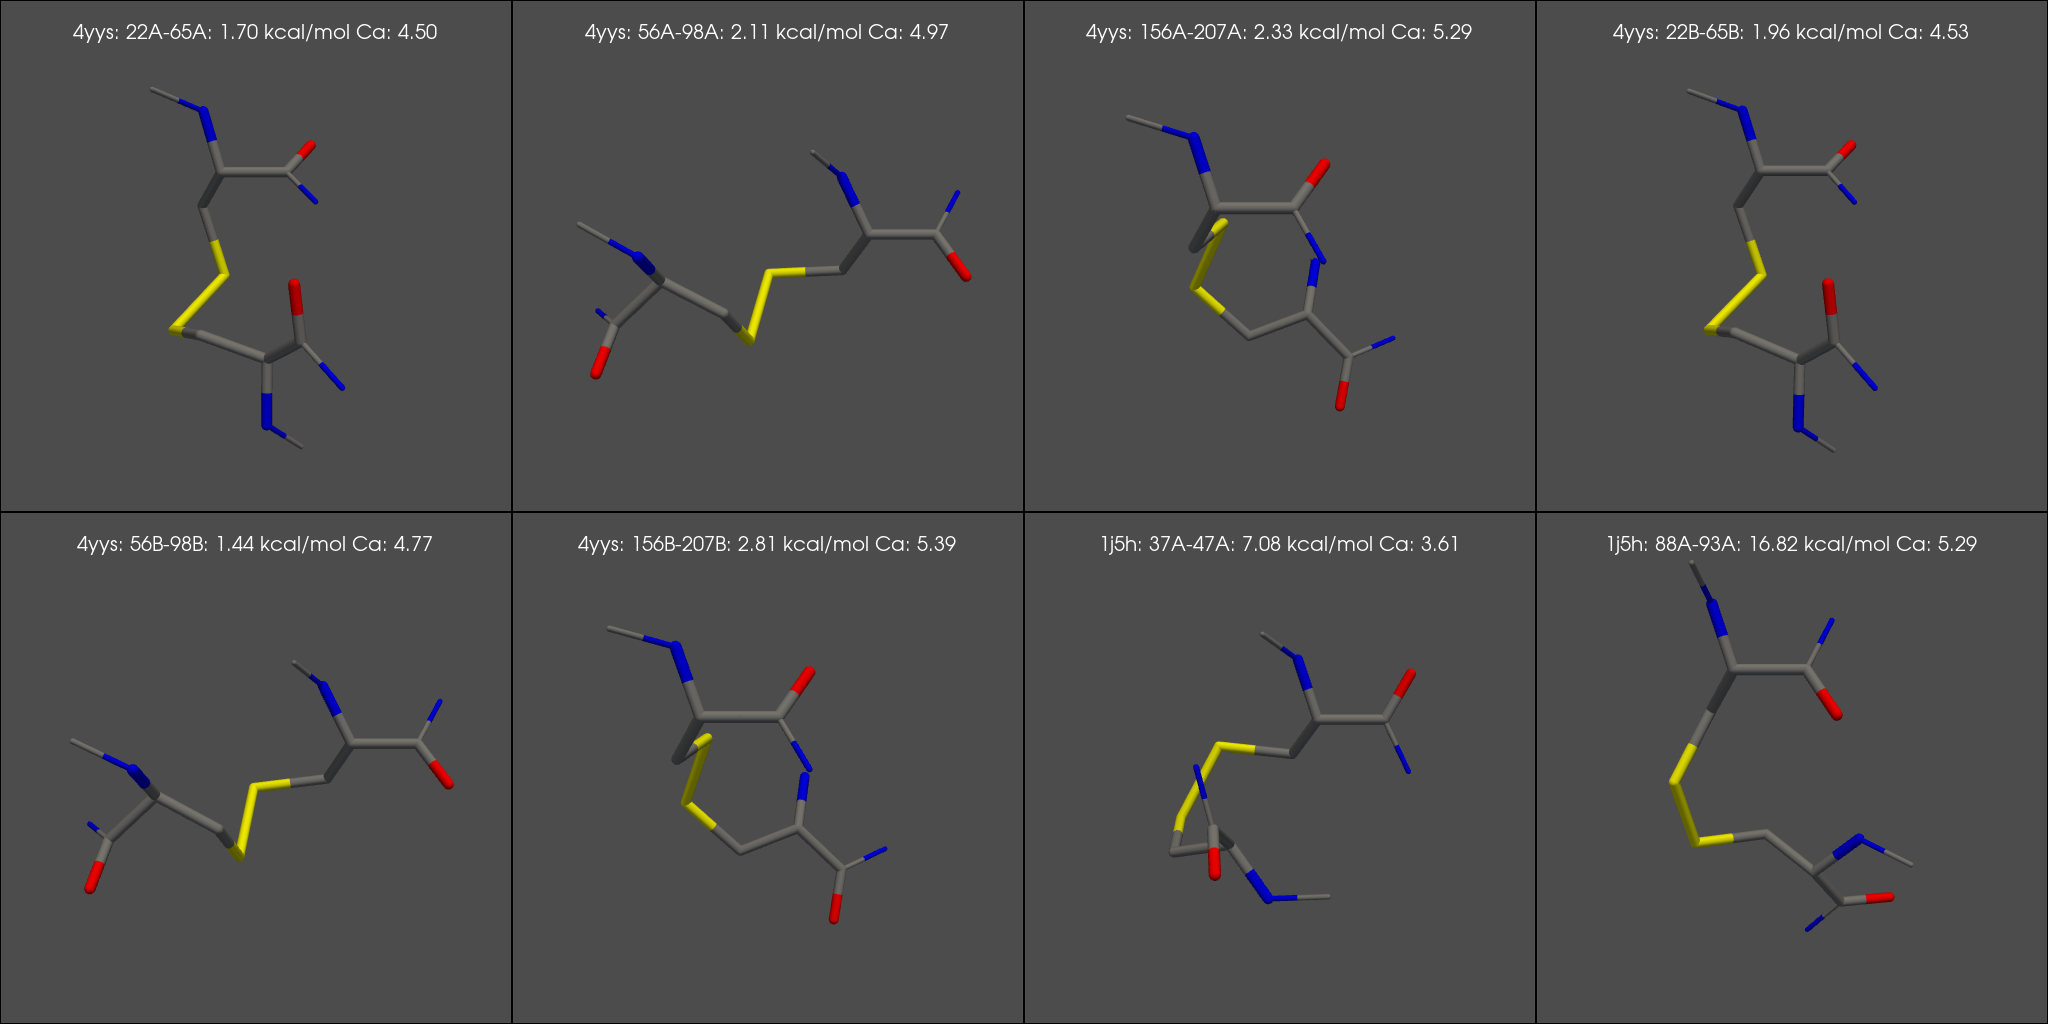 4yys: 22A-65A: 1.70 kcal/mol Ca: 4.50
4yys: 56A-98A: 2.11 kcal/mol Ca: 4.97
4yys: 156A-207A: 2.33 kcal/mol Ca: 5.29
4yys: 22B-65B: 1.96 kcal/mol Ca: 4.53
4yys: 56B-98B: 1.44 kcal/mol Ca: 4.77
4yys: 156B-207B: 2.81 kcal/mol Ca: 5.39
1j5h: 37A-47A: 7.08 kcal/mol Ca: 3.61
1j5h: 88A-93A: 16.82 kcal/mol Ca: 5.29